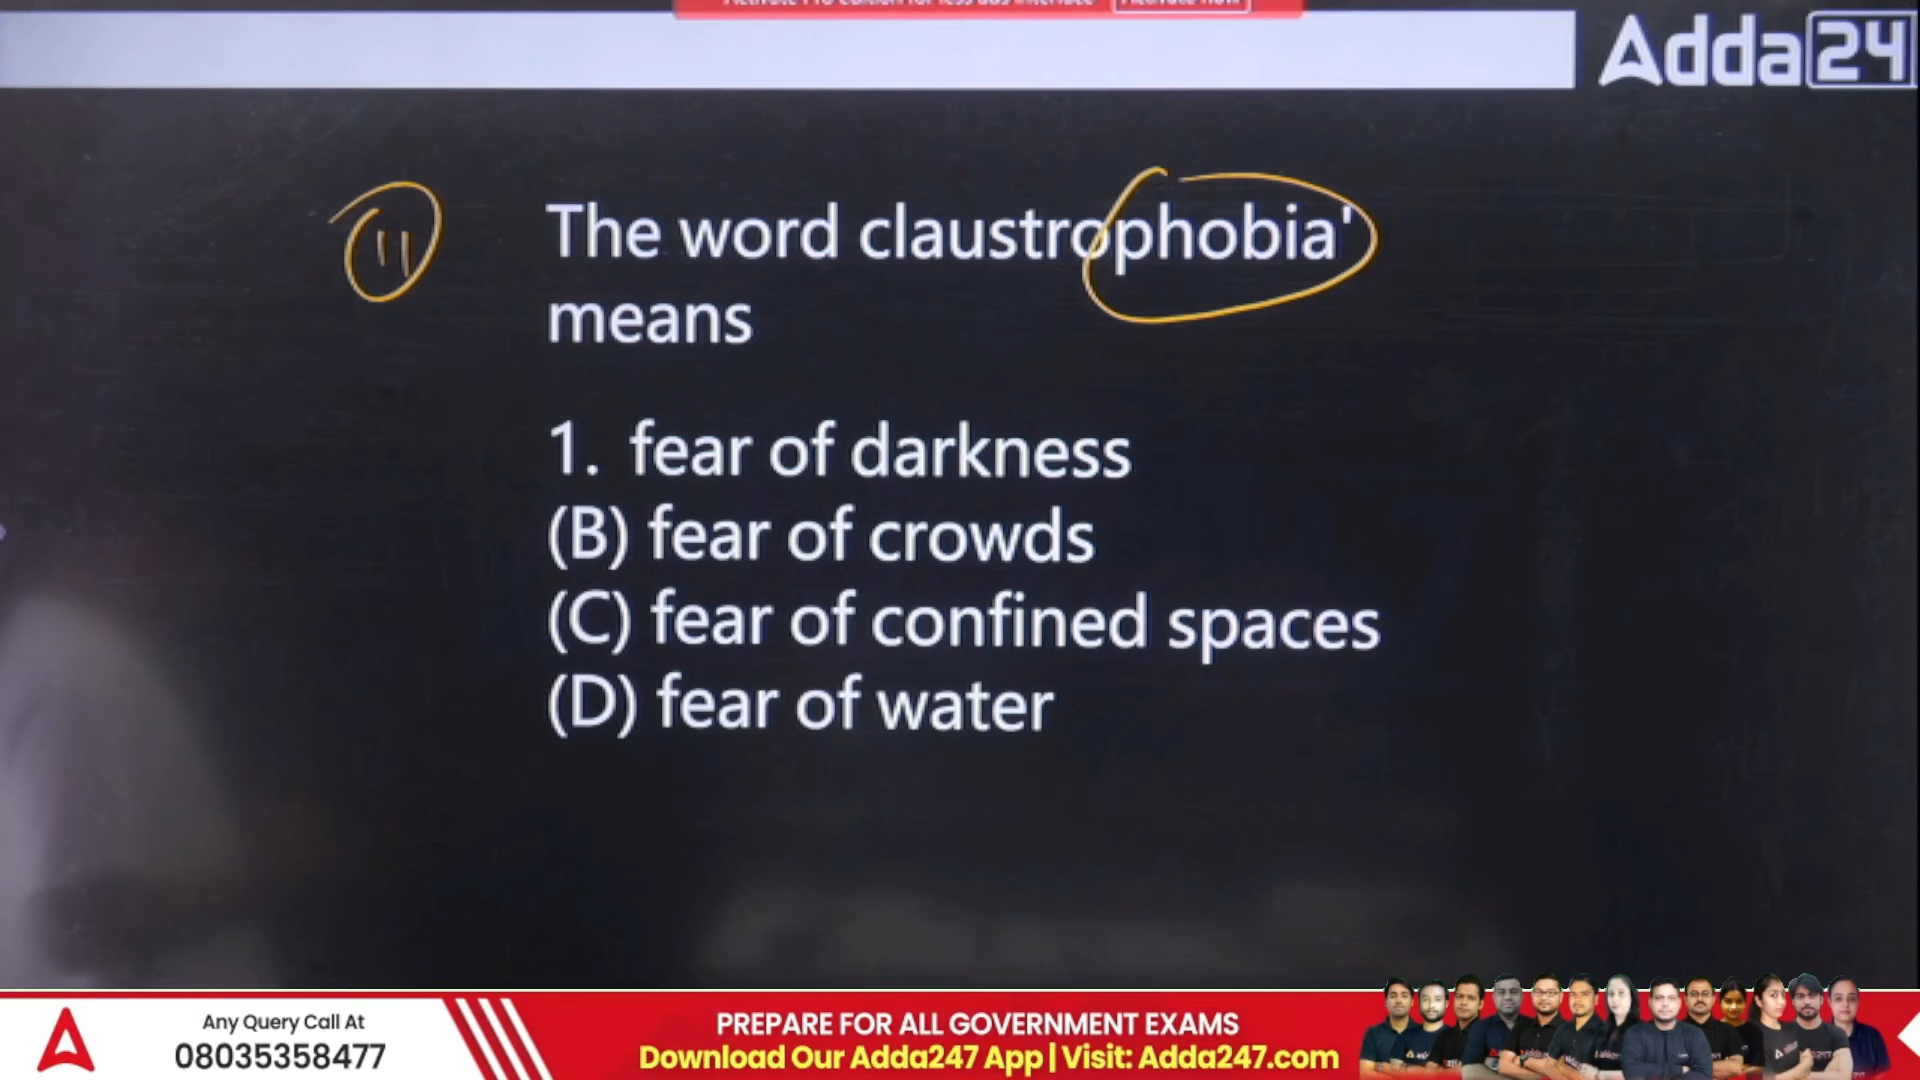 Adda24
11
The word claustrophobia'
means
1. fear of darkness
(B) fear of crowds
(C) fear of confined spaces
(D) fear of water
Any Query Call At
08035358477
PREPARE FOR ALL GOVERNMENT EXAMS
Download Our Adda247 App | Visit: Adda247.com